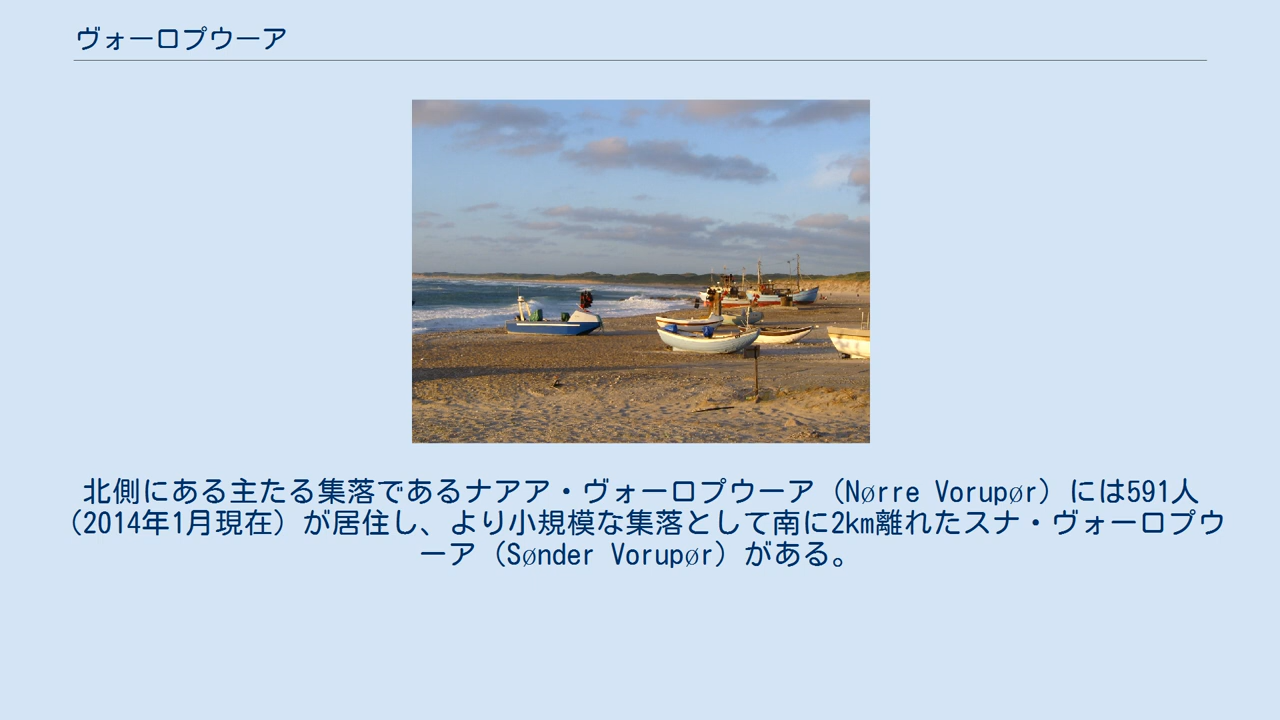 ヴォーロプウーア
北側にある主たる集落であるナアア・ヴォーロプウーア（Nørre Vorupør）には591人
（2014年1月現在）が居住し、より小規模な集落として南に2km離れたスナ・ヴォーロプウ
ーア（Sønder Vorupør）がある。